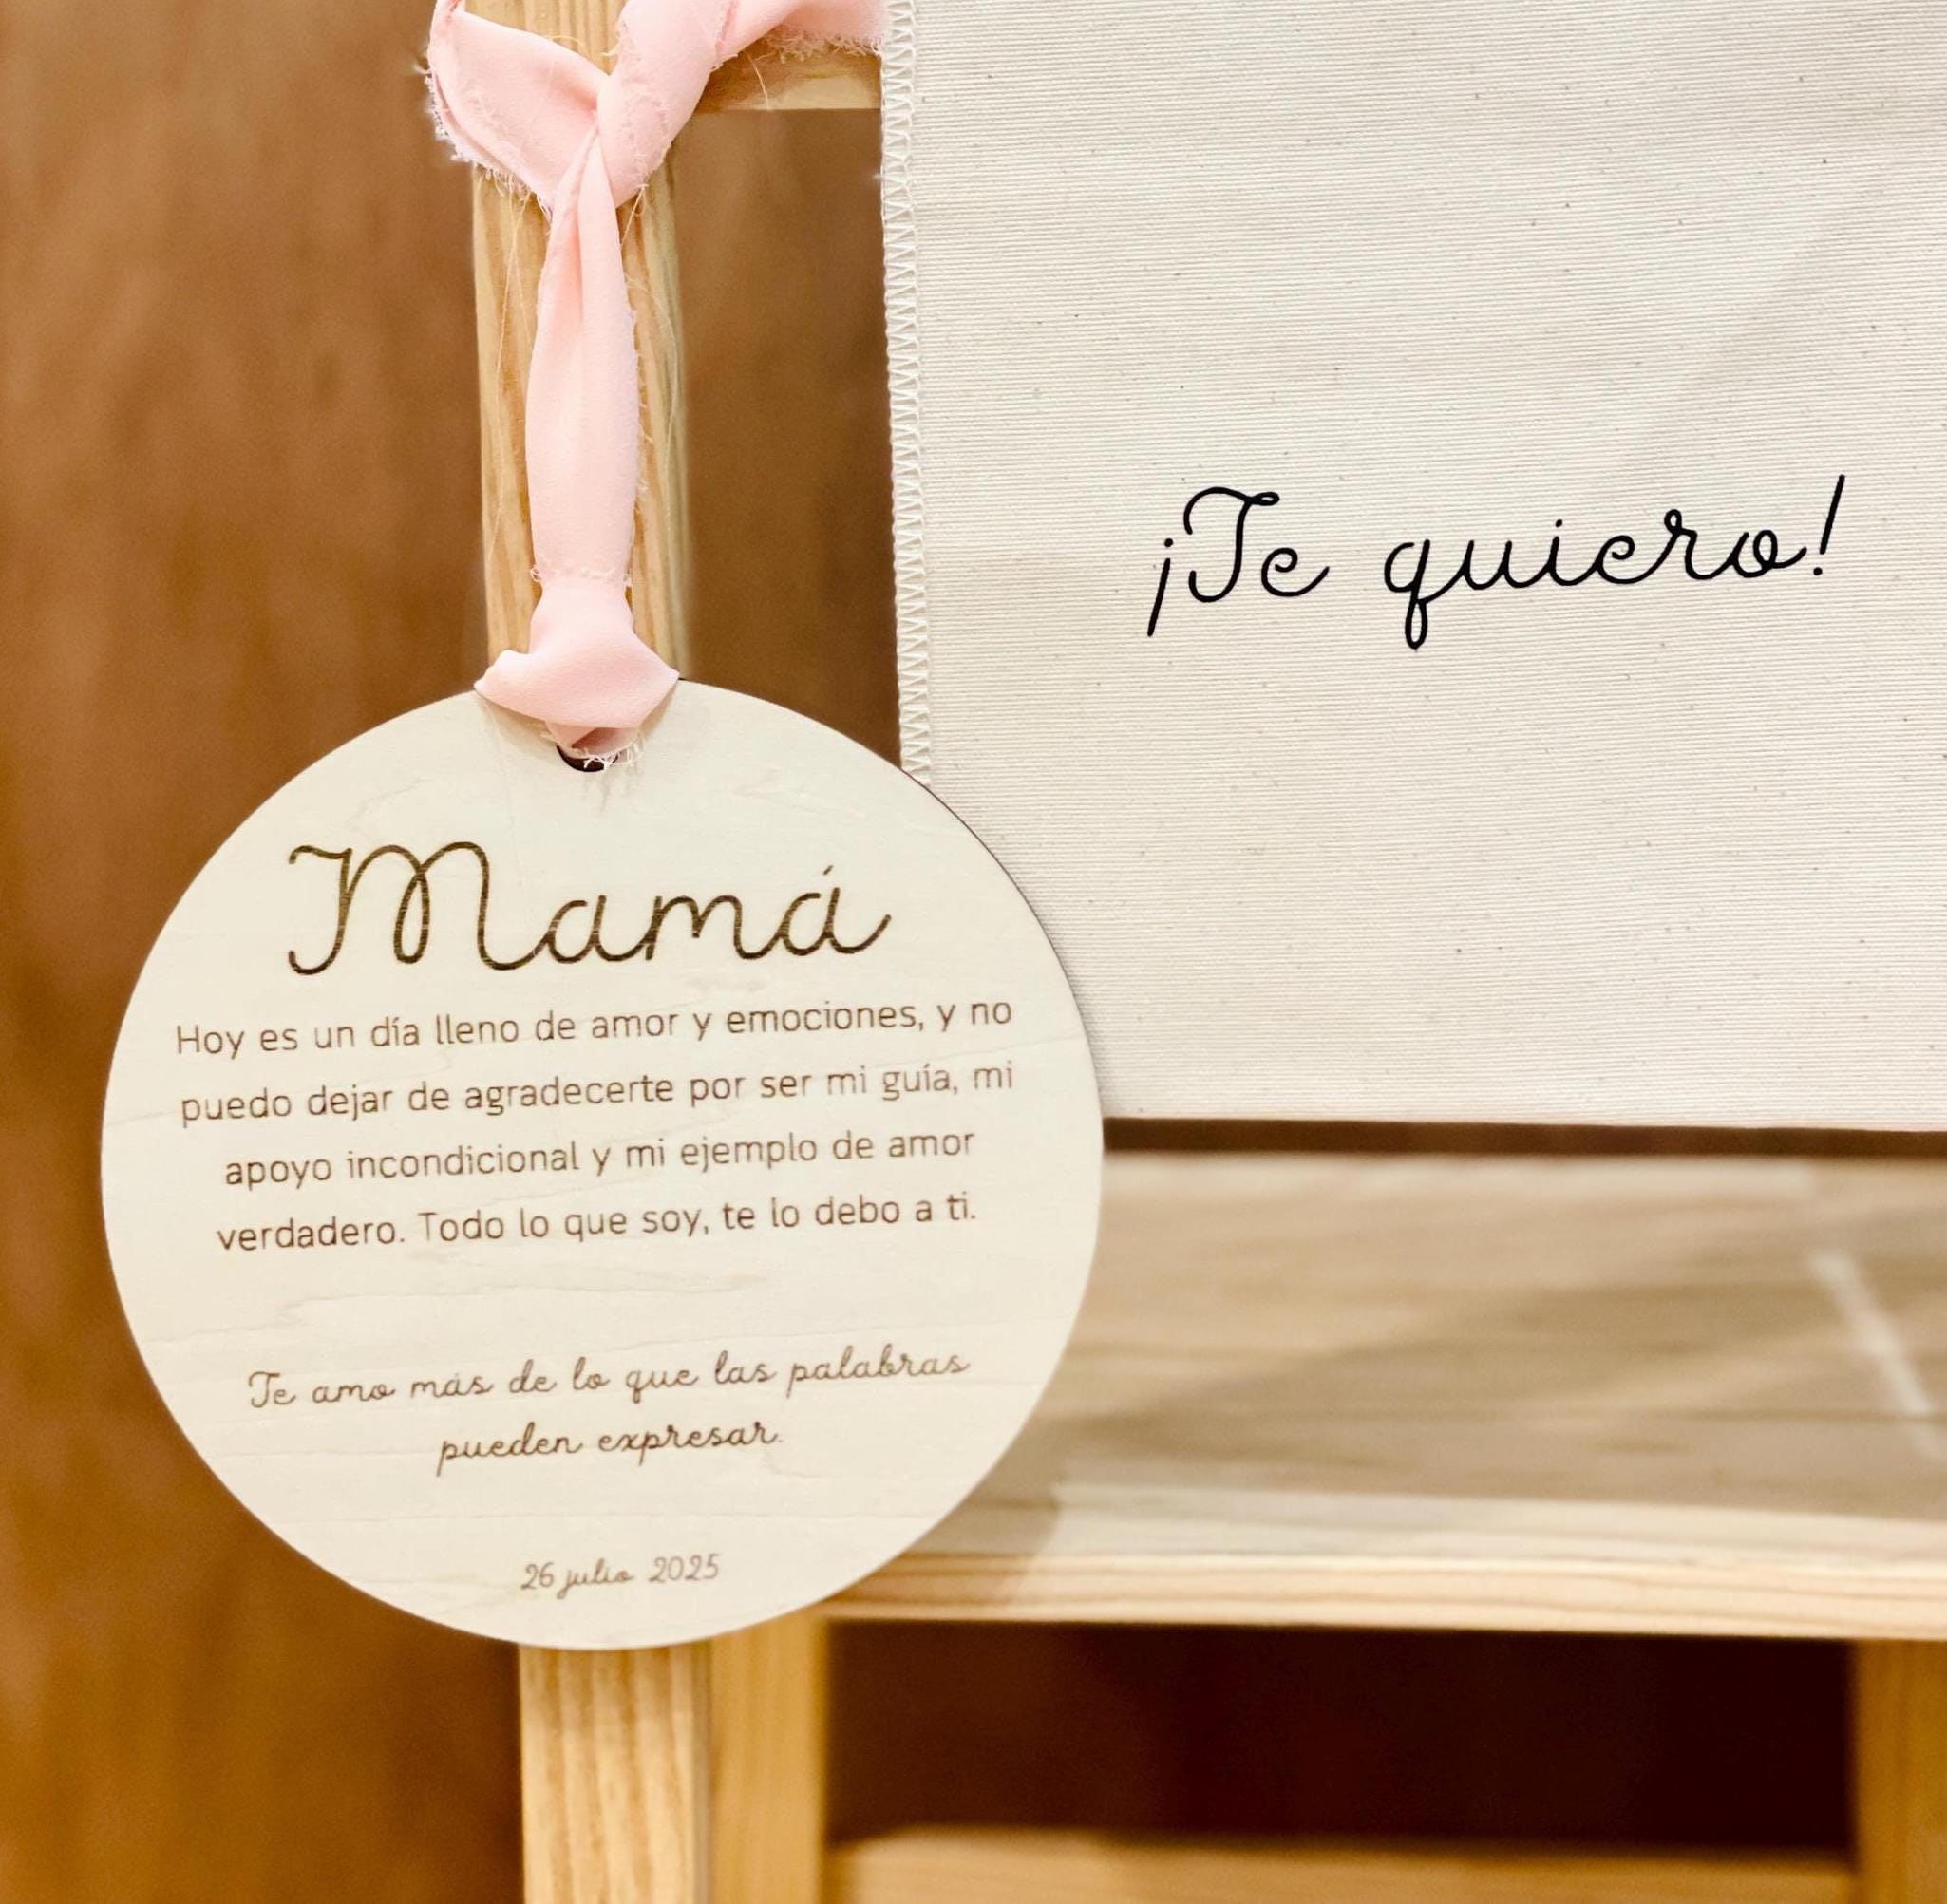 ¡Te quiero!
Mamá
Hoy es un día lleno de amor y emociones, y no
puedo dejar de agradecerte por ser mi guía, mi
apoyo incondicional y mi ejemplo de amor
verdadero. Todo lo que soy, te lo debo a ti.
Te amo más de lo que las palabras
pueden expresar.
26 julio 2025